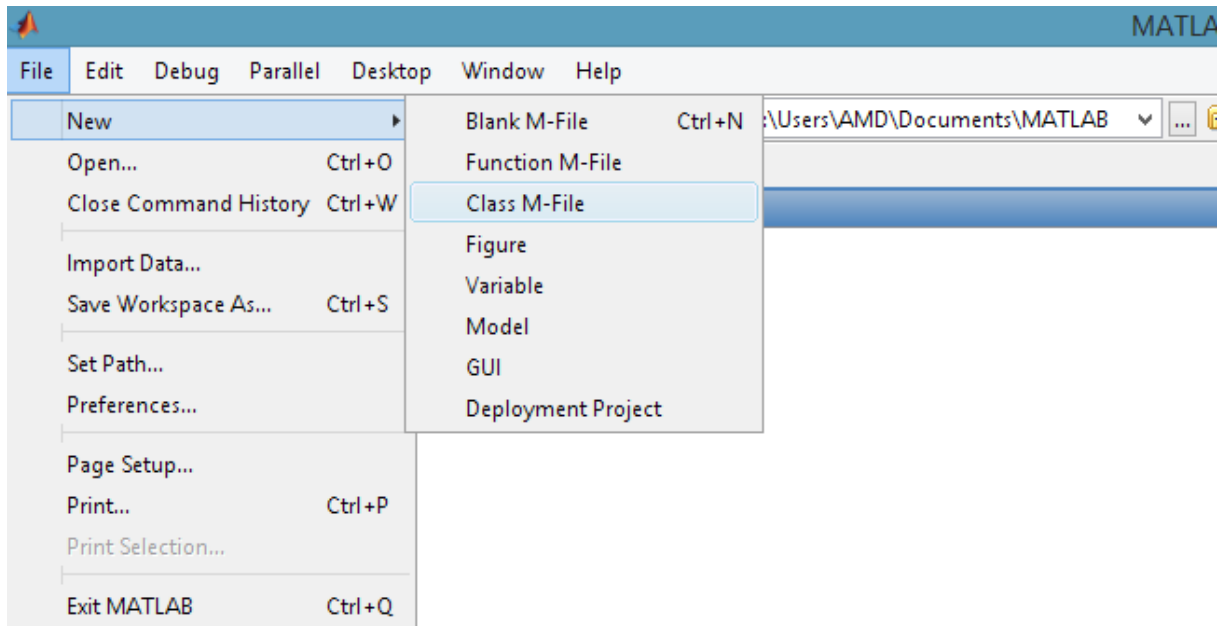 MATLA
File Edit Debug Parallel Desktop Window Help
New
Open... Ctrl+O
Close Command History Ctrl+W
Import Data...
Save Workspace As... Ctrl+S
Set Path...
Preferences...
Page Setup...
Print... Ctrl+P
Print Selection...
Exit MATLAB Ctrl+Q
Blank M-File Ctrl+N
Function M-File
Class M-File
Figure
Variable
Model
GUI
Deployment Project
:\Users\AMD\Documents\MATLAB ...